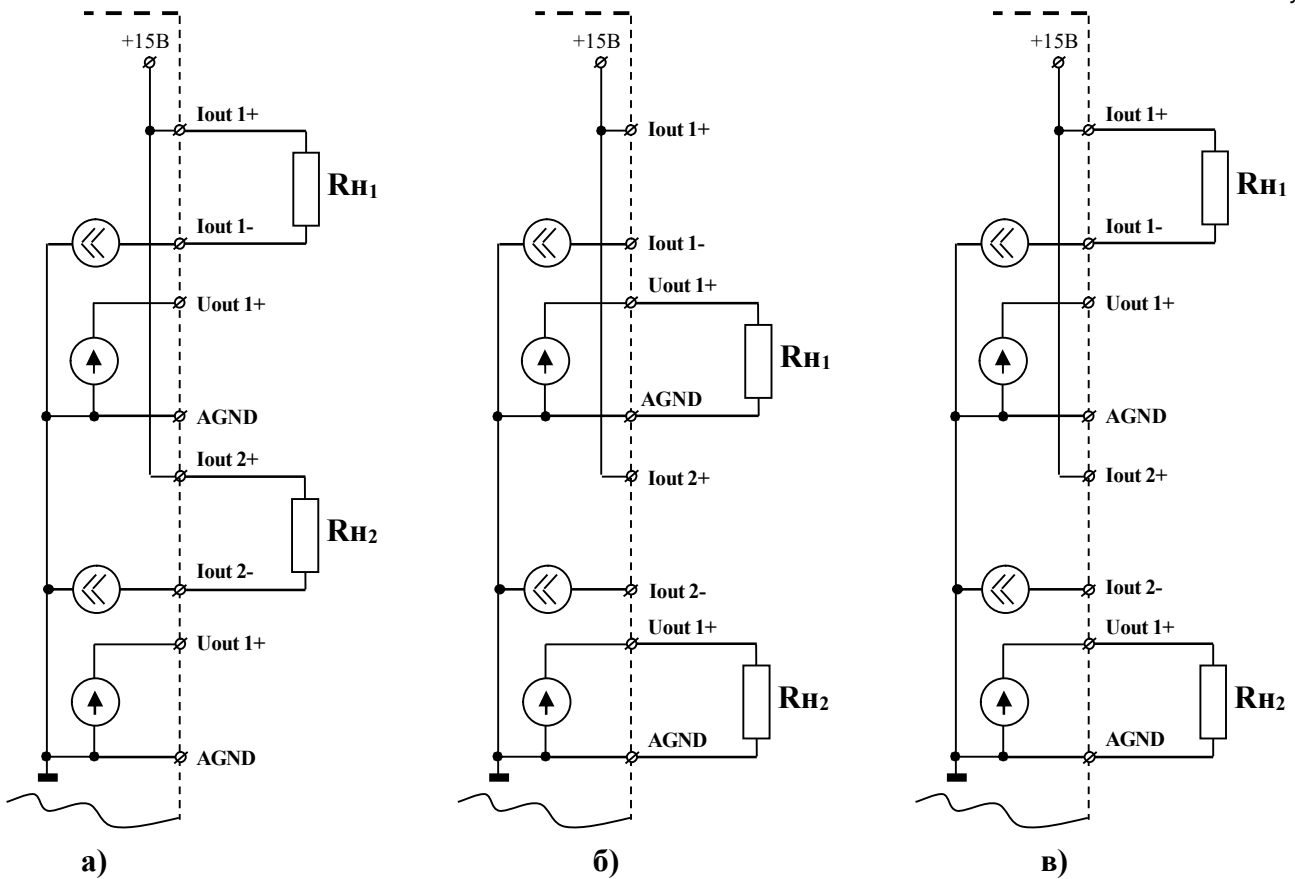 +15В
Iout 1+
Rн1
Iout 1-
Uout 1+
AGND
Iout 2+
Rн2
Iout 2-
Uout 1+
AGND
а)
+15В
Iout 1+
Iout 1-
Uout 1+
Rн1
AGND
Iout 2+
Iout 2-
Uout 1+
Rн2
AGND
б)
+15В
Iout 1+
Rн1
Iout 1-
Uout 1+
AGND
Iout 2+
Iout 2-
Uout 1+
Rн2
AGND
в)